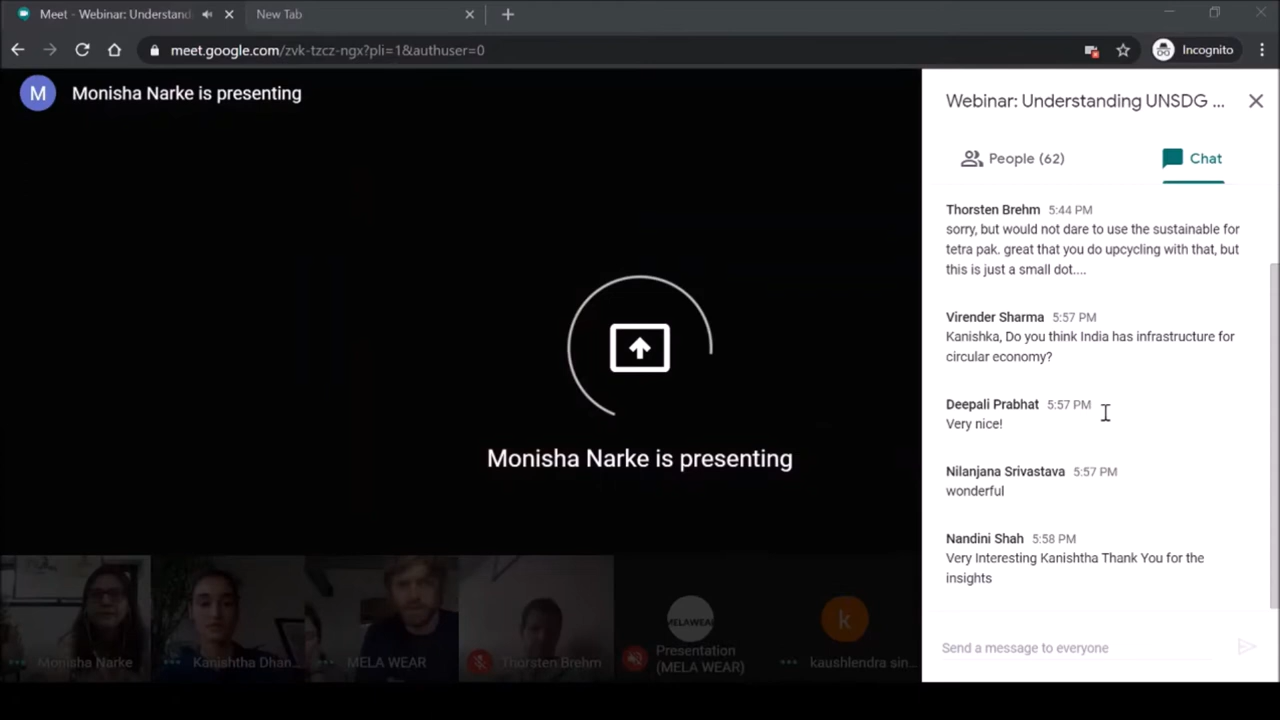 Meet - Webinar: Understand
New Tab
meet.google.com/zvk-tzcz-ngx?pli=1&authuser=0
Incognito
M
Monisha Narke is presenting
Webinar: Understanding UNSDG ...
People (62)
Chat
Thorsten Brehm 5:44 PM
sorry, but would not dare to use the sustainable for
tetra pak. great that you do upcycling with that, but
this is just a small dot....
Virender Sharma 5:57 PM
Kanishka, Do you think India has infrastructure for
circular economy?
Deepali Prabhat 5:57 PM
Very nice!
Nilanjana Srivastava 5:57 PM
wonderful
Nandini Shah 5:58 PM
Very Interesting Kanishtha Thank You for the
insights
Send a message to everyone
Monisha Narke is presenting
Monisha Narke
Kanishtha Dhan...
MELA WEAR
Thorsten Brehm
MELAWEAR
Presentation
(MELA WEAR)
k
kaushlendra sin...